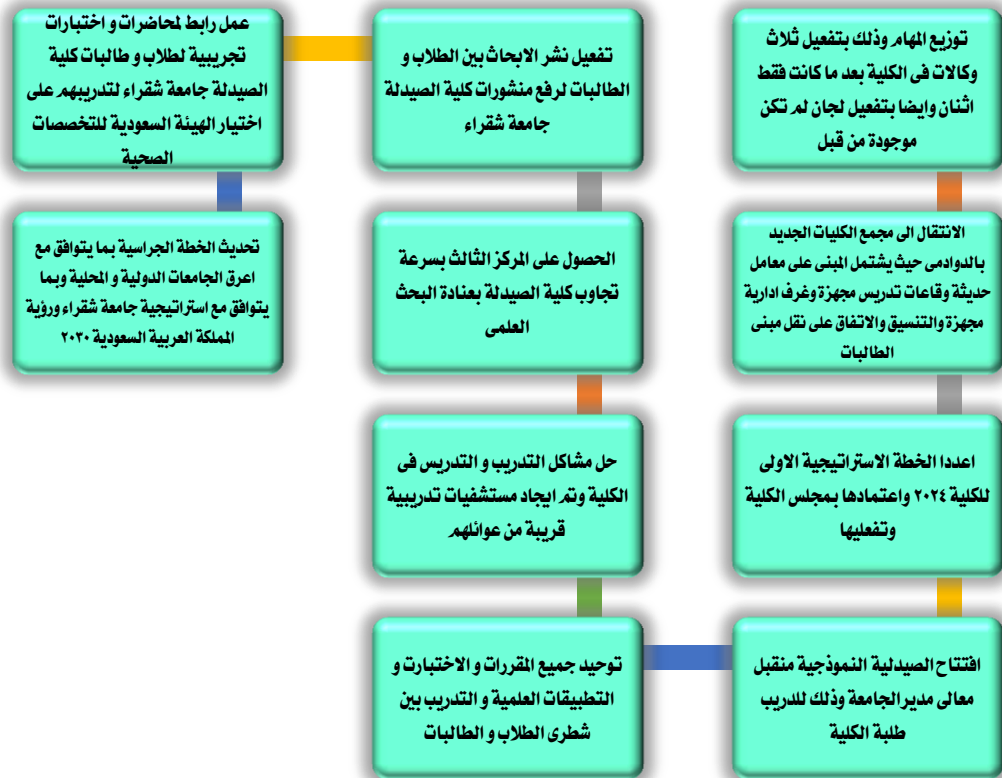 توزيع المهام وذلك بتفعيل ثلاث
وكالات فى الكلية بعد ما كانت فقط
اثنان وايضا بتفعيل لجان لم تكن
موجودة من قبل
الانتقال الى مجمع الكليات الجديد
بالدوادمى حيث يشتمل المبنى على معامل
حديثة وقاعات تدريس مجهزة وغرف ادارية
مجهزة والتنسيق والاتفاق على نقل مبنى
الطالبات
اعددا الخطة الاستراتيجية الاولى
للكلية ٢٠٢٤ واعتمادها بمجلس الكلية
وتفعليها
افتتاح الصيدلية النموذجية منقبل
معالى مدير الجامعة وذلك للدريب
طلبة الكلية
توحيد جميع المقررات و الاختبارت و
التطبيقات العلمية و التدريب بين
شطرى الطلاب و الطالبات
حل مشاكل التدريب و التدريس فى
الكلية وتم ايجاد مستشفيات تدريبية
قريبة من عوائلهم
الحصول على المركز الثالث بسرعة
تجاوب كلية الصيدلة بعنادة البحث
العلمى
تفعيل نشر الابحاث بين الطلاب و
الطالبات لرفع منشورات كلية الصيدلة
جامعة شقراء
عمل رابط لمحاضرات و اختبارات
تجريبية لطلاب و طالبات كلية
الصيدلة جامعة شقراء لتدريبهم على
اختيار الهيئة السعودية للتخصصات
الصحية
تحديث الخطة الجراسية بما يتوافق مع
اعرق الجامعات الدولية و المحلية وبما
يتوافق مع استراتيجية جامعة شقراء ورؤية
المملكة العربية السعودية ٢٠٣٠